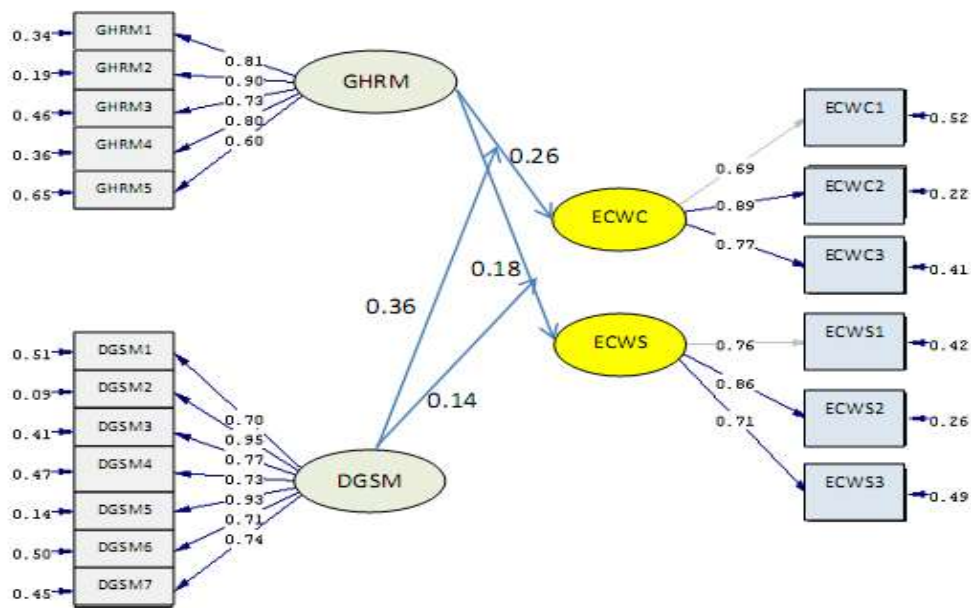 GHRM1
0.34
GHRM2
0.19
GHRM3
0.46
GHRM4
0.36
GHRM5
0.65
0.81
0.90
0.73
0.80
0.60
GHRM
0.26
0.18
0.36
0.14
ECWC
ECWS
0.69
0.89
0.77
ECWC1
0.52
ECWC2
0.22
ECWC3
0.41
0.76
0.86
0.71
ECWS1
0.42
ECWS2
0.26
ECWS3
0.49
DGSM1
0.51
DGSM2
0.09
DGSM3
0.41
DGSM4
0.47
DGSM5
0.14
DGSM6
0.50
DGSM7
0.45
0.70
0.95
0.77
0.73
0.93
0.71
0.74
DGSM